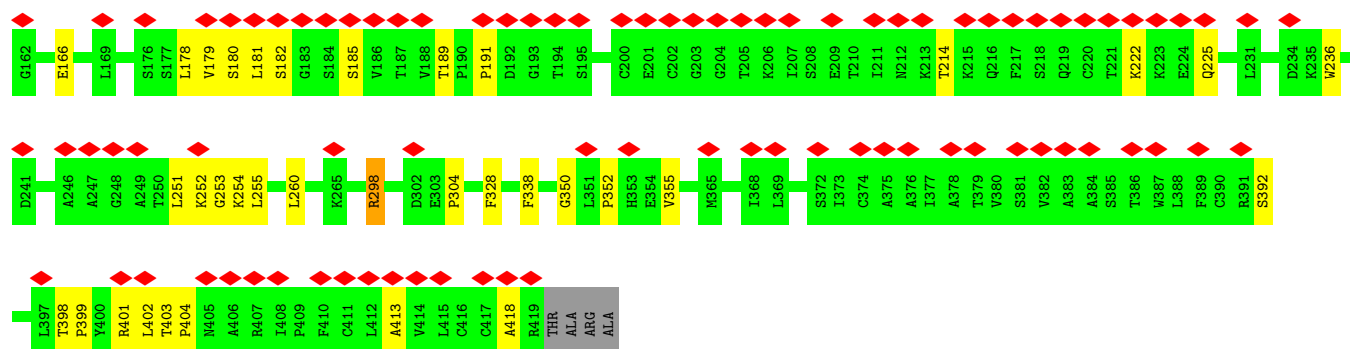 G162 E166 L169 S176 S177 L178 V179 S180 L181 S182 G183 S184 S185 V186 T187 V188 T189 P190 P191 D192 G193 T194 S195 C200 E201 C202 G203 G204 T205 K206 I207 S208 E209 T210 I211 N212 K213 T214 K215 Q216 F217 S218 Q219 C220 T221 K222 K223 E224 Q225 L231 D234 K235 W236
D241 A246 A247 G248 A249 T250 L251 K252 G253 K254 L255 L260 K265 R298 D302 E303 P304 F328 F338 G350 L351 P352 H353 E354 V355 M365 I368 L369 S372 I373 C374 A375 A376 I377 A378 T379 V380 S381 V382 A383 A384 S385 T386 W387 L388 F389 C390 R391 S392
L397 T398 P399 Y400 R401 L402 T403 P404 N405 A406 R407 I408 P409 F410 C411 L412 A413 V414 L415 C416 C417 A418 R419 THR ALA ARG ALA